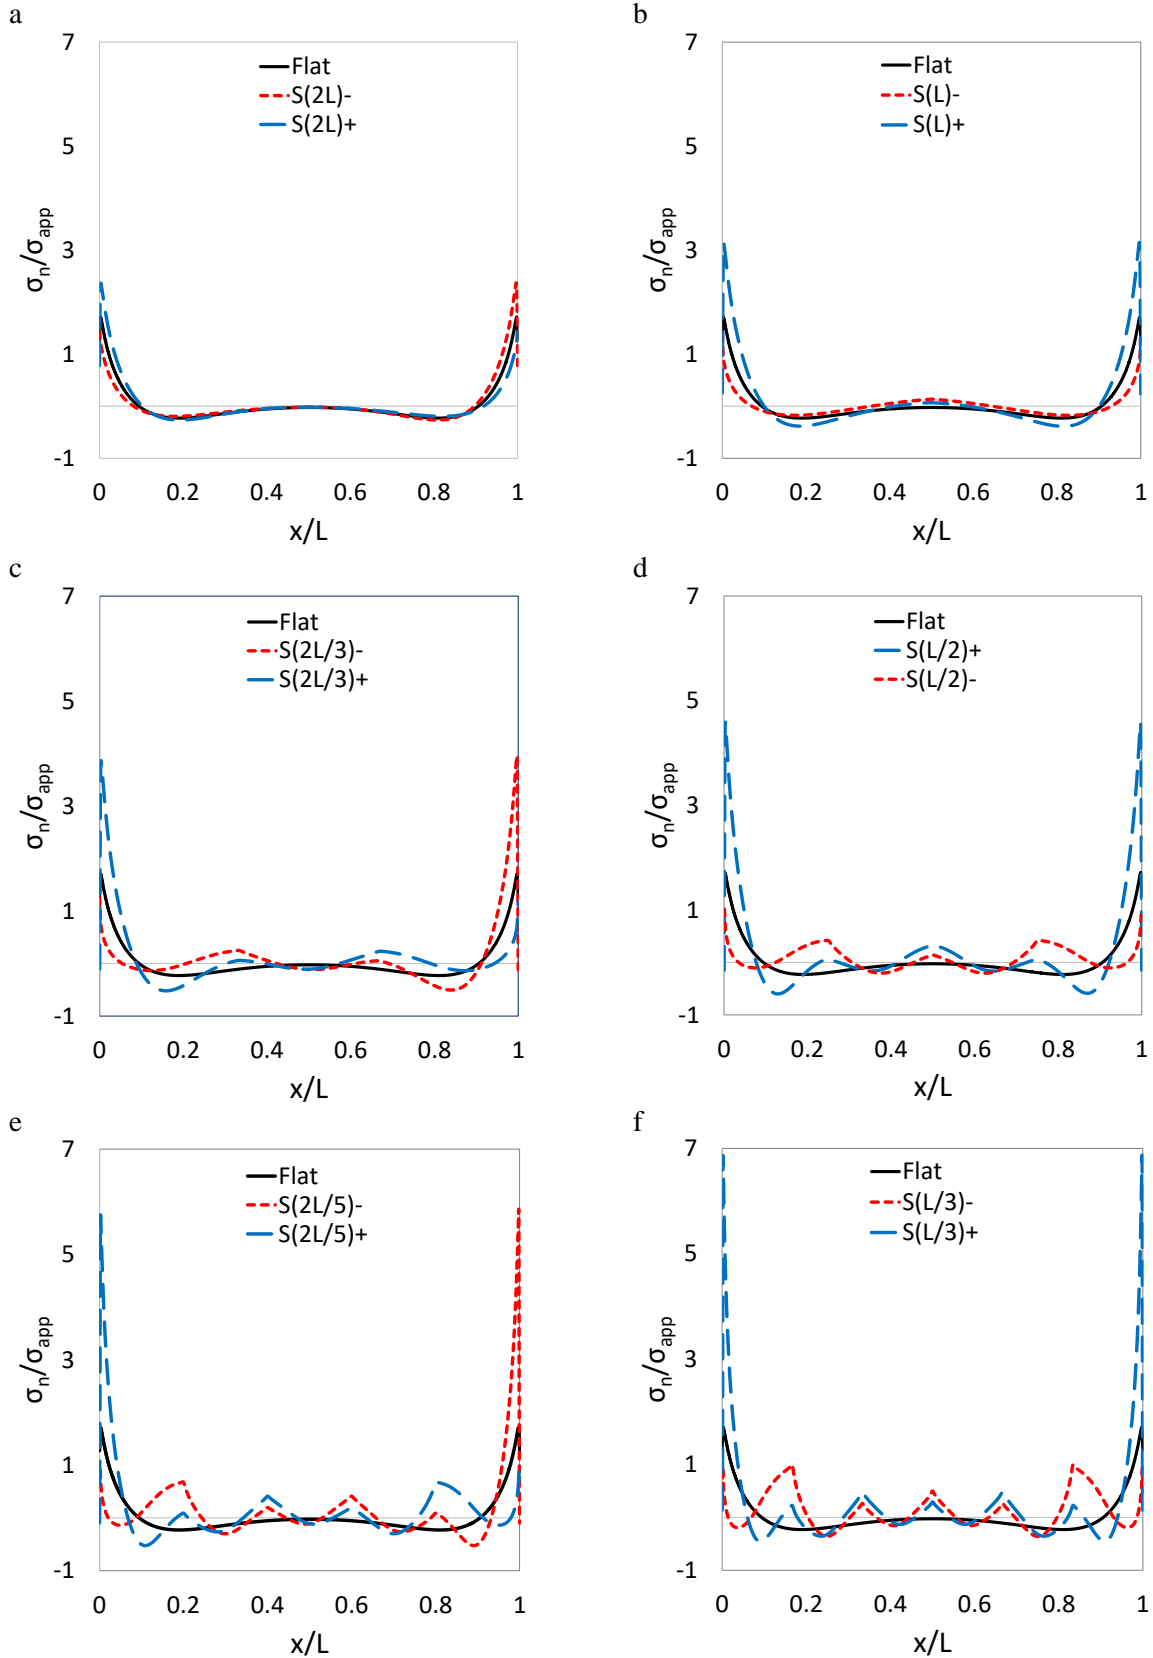 a
7
5
3
1
-1
σn/σapp
Flat
S(2L)-
S(2L)+
0 0.2 0.4 0.6 0.8 1
x/L
b
7
5
3
1
-1
σn/σapp
Flat
S(L)-
S(L)+
0 0.2 0.4 0.6 0.8 1
x/L
c
7
5
3
1
-1
σn/σapp
Flat
S(2L/3)-
S(2L/3)+
0 0.2 0.4 0.6 0.8 1
x/L
d
7
5
3
1
-1
σn/σapp
Flat
S(L/2)+
S(L/2)-
0 0.2 0.4 0.6 0.8 1
x/L
e
7
5
3
1
-1
σn/σapp
Flat
S(2L/5)-
S(2L/5)+
0 0.2 0.4 0.6 0.8 1
x/L
f
7
5
3
1
-1
σn/σapp
Flat
S(L/3)-
S(L/3)+
0 0.2 0.4 0.6 0.8 1
x/L